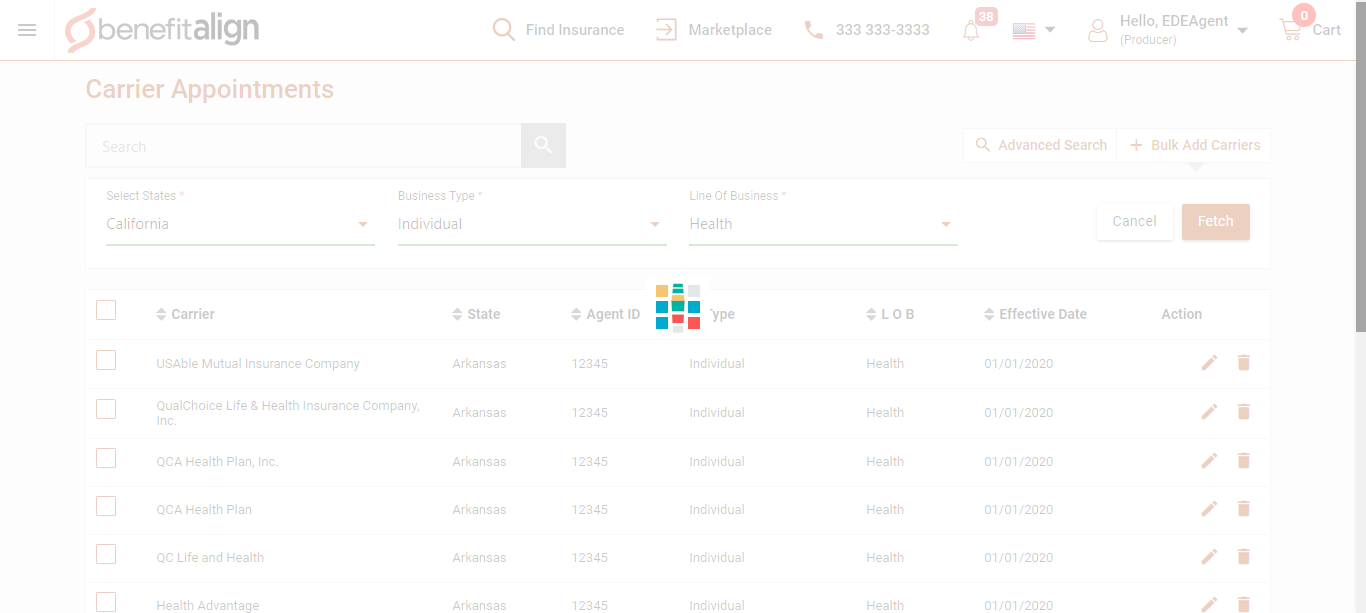 benefitalign
Find Insurance
Marketplace
333 333-3333
38
Hello, EDEAgent
(Producer)
0
Cart
Carrier Appointments
Search
Advanced Search
Bulk Add Carriers
Select States *
Business Type *
Line Of Business *
California
Individual
Health
Cancel
Fetch
Carrier State Agent ID Type L O B Effective Date Action
USAble Mutual Insurance Company Arkansas 12345 Individual Health 01/01/2020
QualChoice Life & Health Insurance Company,
Inc. Arkansas 12345 Individual Health 01/01/2020
QCA Health Plan, Inc. Arkansas 12345 Individual Health 01/01/2020
QCA Health Plan Arkansas 12345 Individual Health 01/01/2020
QC Life and Health Arkansas 12345 Individual Health 01/01/2020
Health Advantage Arkansas 12345 Individual Health 01/01/2020